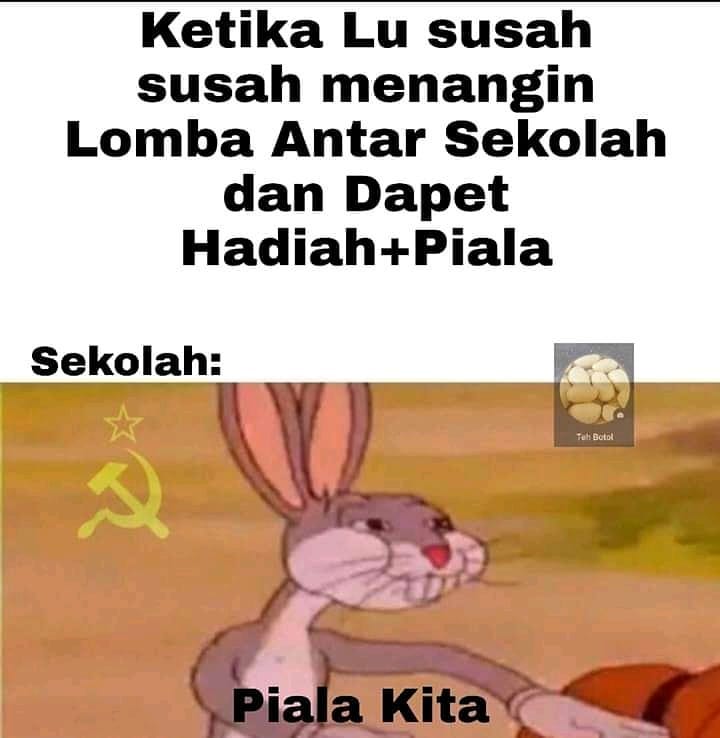 Ketika Lu susah
susah menangin
Lomba Antar Sekolah
dan Dapet
Hadiah+Piala
Sekolah:
Teh Botol
Piala Kita